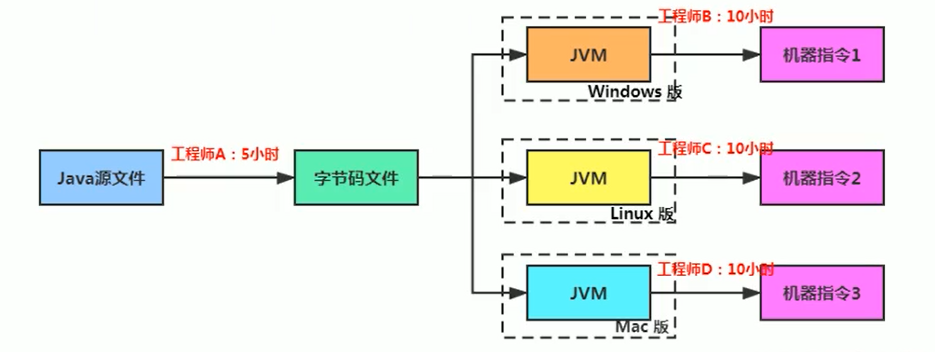 工程师B：10小时
JVM
机器指令1
Windows 版
工程师A：5小时
Java源文件
字节码文件
工程师C：10小时
JVM
机器指令2
Linux 版
工程师D：10小时
JVM
机器指令3
Mac 版